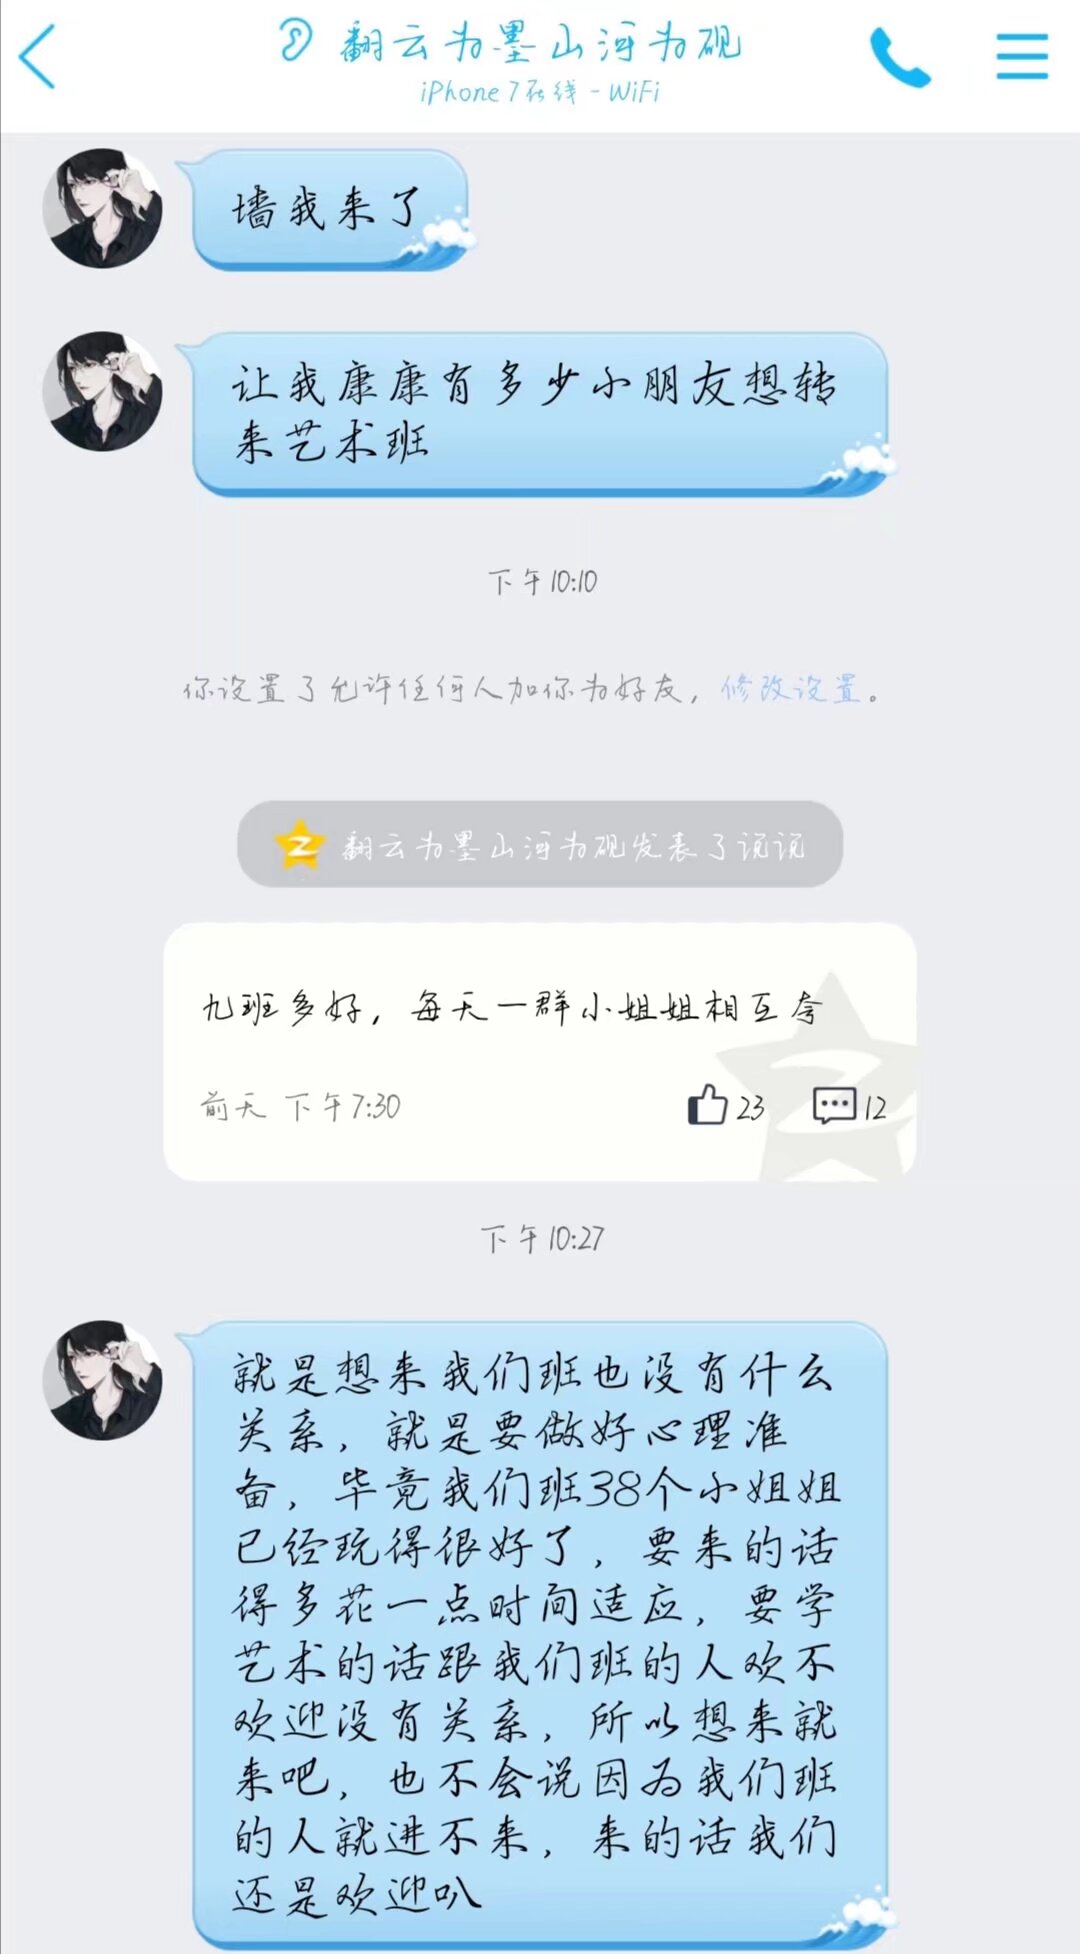 翻云为墨山河为砚
iPhone 7在线 - WiFi
墙我来了
让我康康有多少小朋友想转
来艺术班
下午10:10
你设置了允许任何人加你为好友，修改设置。
翻云为墨山河为砚发表了说说
九班多好，每天一群小姐姐相互夸
前天 下午7:30 23 12
下午10:27
就是想来我们班也没有什么
关系，就是要做好心理准
备，毕竟我们班38个小姐姐
已经玩得很好了，要来的话
得多花一点时间适应，要学
艺术的话跟我们班的人欢不
欢迎没有关系，所以想来就
来吧，也不会说因为我们班
的人就进不来，来的话我们
还是欢迎叭